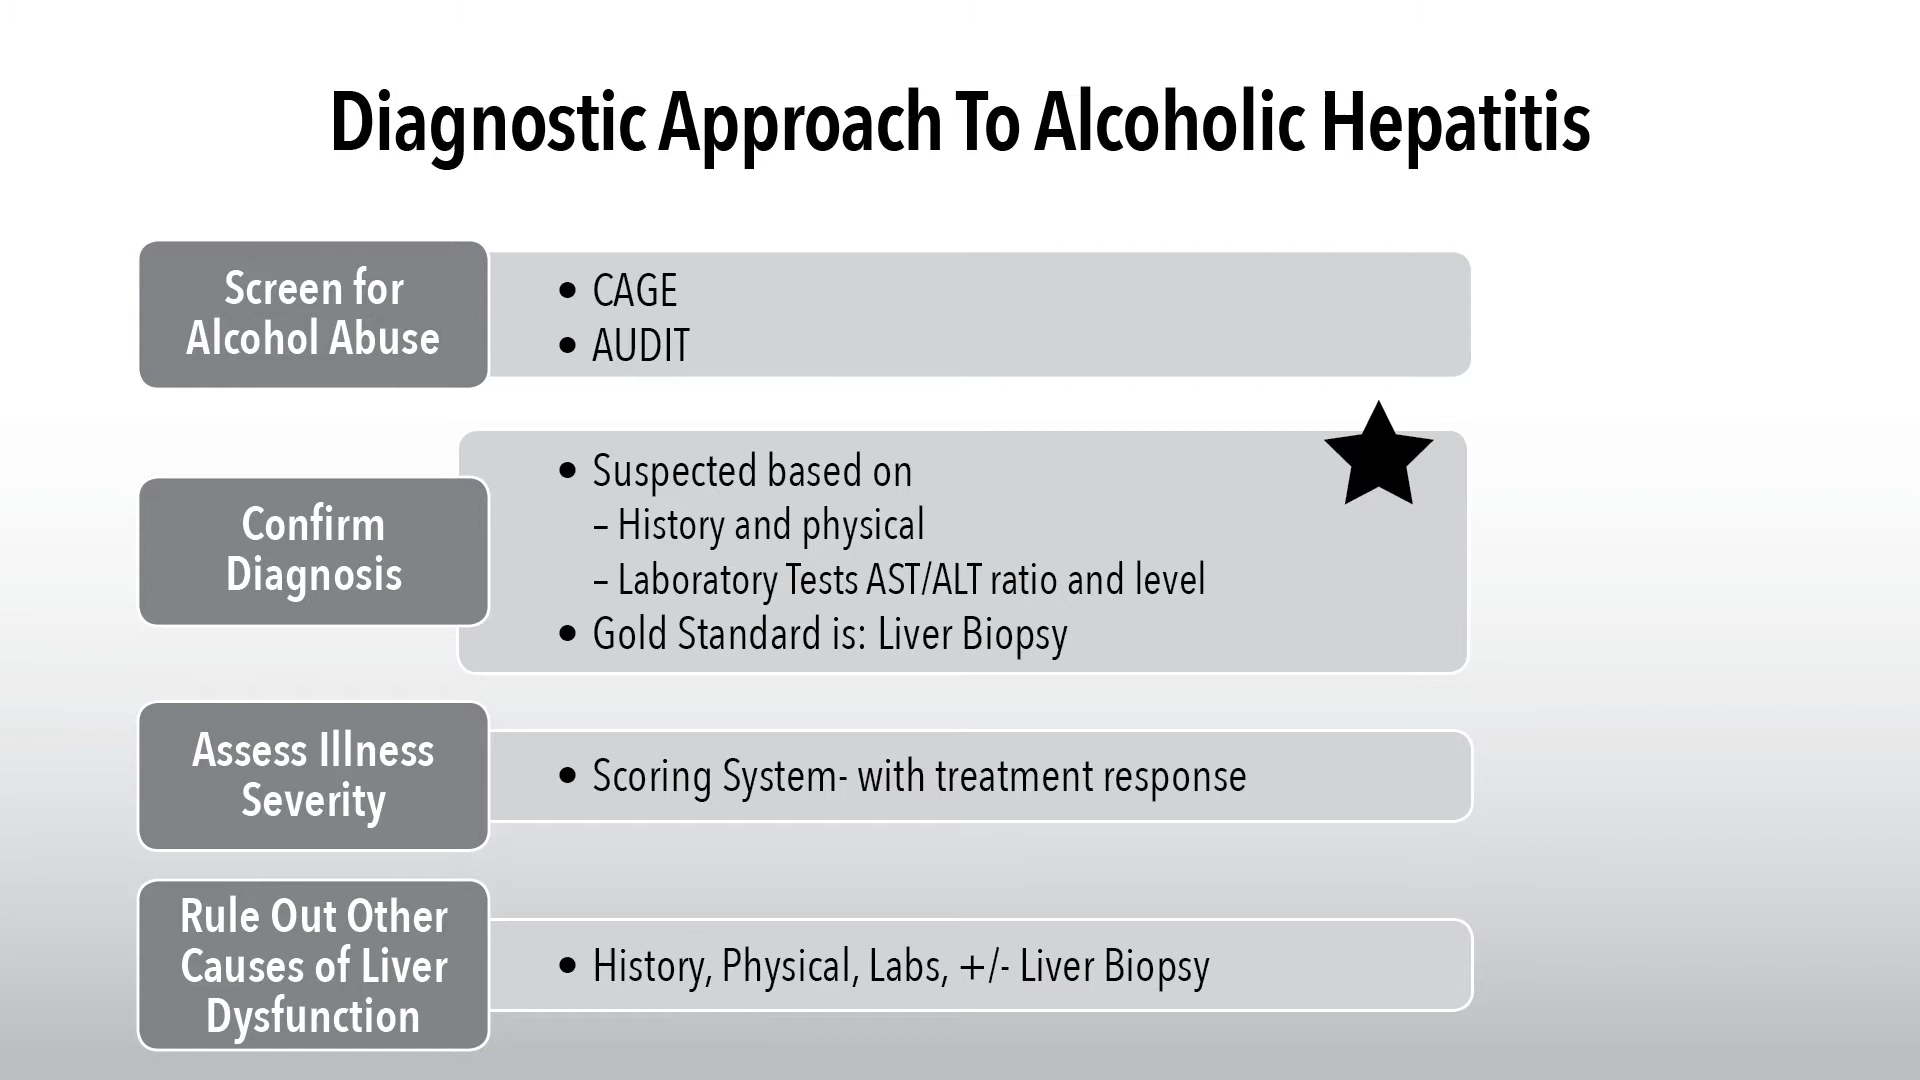 Diagnostic Approach To Alcoholic Hepatitis
Screen for
Alcohol Abuse
• CAGE
• AUDIT
Confirm
Diagnosis
• Suspected based on
– History and physical
– Laboratory Tests AST/ALT ratio and level
• Gold Standard is: Liver Biopsy
Assess Illness
Severity
• Scoring System- with treatment response
Rule Out Other
Causes of Liver
Dysfunction
• History, Physical, Labs, +/- Liver Biopsy